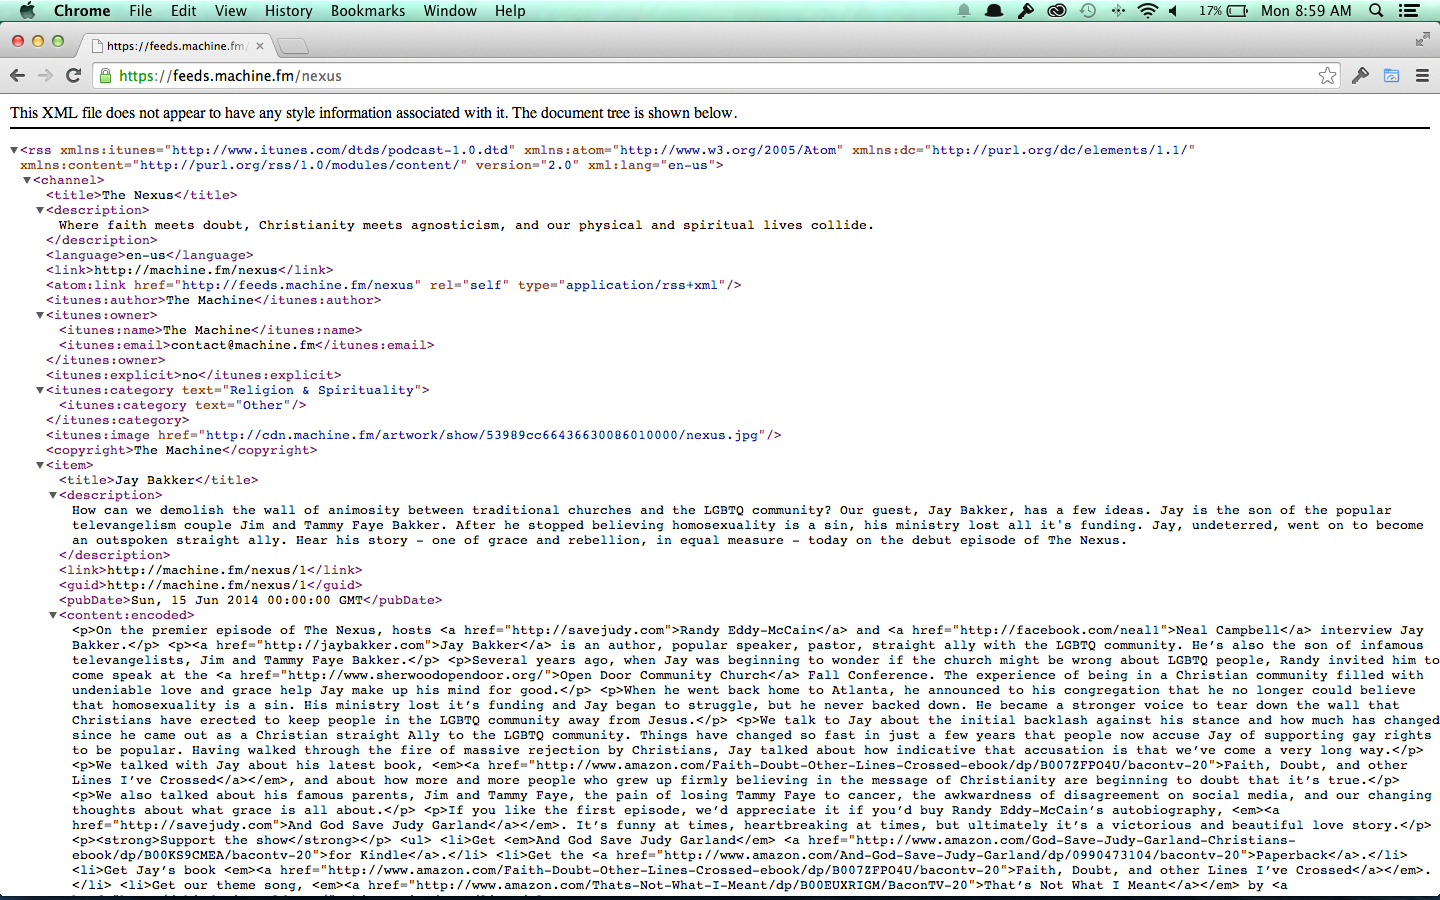 Chrome File Edit View History Bookmarks Window Help 17% Mon 8:59 AM
https://feeds.machine.fm/
https://feeds.machine.fm/nexus
This XML file does not appear to have any style information associated with it. The document tree is shown below.
<rss xmlns:itunes="http://www.itunes.com/dtds/podcast-1.0.dtd" xmlns:atom="http://www.w3.org/2005/Atom" xmlns:dc="http://purl.org/dc/elements/1.1/"
xmlns:content="http://purl.org/rss/1.0/modules/content/" version="2.0" xml:lang="en-us">
<channel>
<title>The Nexus</title>
<description>
Where faith meets doubt, Christianity meets agnosticism, and our physical and spiritual lives collide.
</description>
<language>en-us</language>
<link>http://machine.fm/nexus</link>
<atom:link href="http://feeds.machine.fm/nexus" rel="self" type="application/rss+xml"/>
<itunes:author>The Machine</itunes:author>
<itunes:owner>
<itunes:name>The Machine</itunes:name>
<itunes:email>contact@machine.fm</itunes:email>
</itunes:owner>
<itunes:explicit>no</itunes:explicit>
<itunes:category text="Religion & Spirituality">
<itunes:category text="Other"/>
</itunes:category>
<itunes:image href="http://cdn.machine.fm/artwork/show/53989cc66436630086010000/nexus.jpg"/>
<copyright>The Machine</copyright>
<item>
<title>Jay Bakker</title>
<description>
How can we demolish the wall of animosity between traditional churches and the LGBTQ community? Our guest, Jay Bakker, has a few ideas. Jay is the son of the popular
televangelism couple Jim and Tammy Faye Bakker. After he stopped believing homosexuality is a sin, his ministry lost all it's funding. Jay, undeterred, went on to become
an outspoken straight ally. Hear his story - one of grace and rebellion, in equal measure - today on the debut episode of The Nexus.
</description>
<link>http://machine.fm/nexus/1</link>
<guid>http://machine.fm/nexus/1</guid>
<pubDate>Sun, 15 Jun 2014 00:00:00 GMT</pubDate>
<content:encoded>
<p>On the premier episode of The Nexus, hosts <a href="http://savejudy.com">Randy Eddy-McCain</a> and <a href="http://facebook.com/neal1">Neal Campbell</a> interview Jay
Bakker.</p> <p><a href="http://jaybakker.com">Jay Bakker</a> is an author, popular speaker, pastor, straight ally with the LGBTQ community. He’s also the son of infamous
televangelists, Jim and Tammy Faye Bakker.</p> <p>Several years ago, when Jay was beginning to wonder if the church might be wrong about LGBTQ people, Randy invited him to
come speak at the <a href="http://www.sherwoodopendoor.org/">Open Door Community Church</a> Fall Conference. The experience of being in a Christian community filled with
undeniable love and grace help Jay make up his mind for good.</p> <p>When he went back home to Atlanta, he announced to his congregation that he no longer could believe
that homosexuality is a sin. His ministry lost it’s funding and Jay began to struggle, but he never backed down. He became a stronger voice to tear down the wall that
Christians have erected to keep people in the LGBTQ community away from Jesus.</p> <p>We talk to Jay about the initial backlash against his stance and how much has changed
since he came out as a Christian straight Ally to the LGBTQ community. Things have changed so fast in just a few years that people now accuse Jay of supporting gay rights
to be popular. Having walked through the fire of massive rejection by Christians, Jay talked about how indicative that accusation is that we’ve come a very long way.</p>
<p>We talked with Jay about his latest book, <em><a href="http://www.amazon.com/Faith-Doubt-Other-Lines-Crossed-ebook/dp/B007ZFPO4U/bacontv-20">Faith, Doubt, and other
Lines I’ve Crossed</a></em>, and about how more and more people who grew up firmly believing in the message of Christianity are beginning to doubt that it’s true.</p>
<p>We also talked about his famous parents, Jim and Tammy Faye, the pain of losing Tammy Faye to cancer, the awkwardness of disagreement on social media, and our changing
thoughts about what grace is all about.</p> <p>If you like the first episode, we’d appreciate it if you’d buy Randy Eddy-McCain’s autobiography, <em><a
href="http://savejudy.com">And God Save Judy Garland</a></em>. It’s funny at times, heartbreaking at times, but ultimately it’s a victorious and beautiful love story.</p>
<p><strong>Support the show</strong></p> <ul> <li>Get <em>And God Save Judy Garland</em> <a href="http://www.amazon.com/God-Save-Judy-Garland-Christians-
ebook/dp/B00KS9CMEA/bacontv-20">for Kindle</a>.</li> <li>Get the <a href="http://www.amazon.com/And-God-Save-Judy-Garland/dp/0990473104/bacontv-20">Paperback</a>.</li>
<li>Get Jay’s book <em><a href="http://www.amazon.com/Faith-Doubt-Other-Lines-Crossed-ebook/dp/B007ZFPO4U/bacontv-20">Faith, Doubt, and other Lines I’ve Crossed</a></em>.
</li> <li>Get our theme song, <em><a href="http://www.amazon.com/Thats-Not-What-I-Meant/dp/B00EUXRIGM/BaconTV-20">That’s Not What I Meant</a></em> by <a